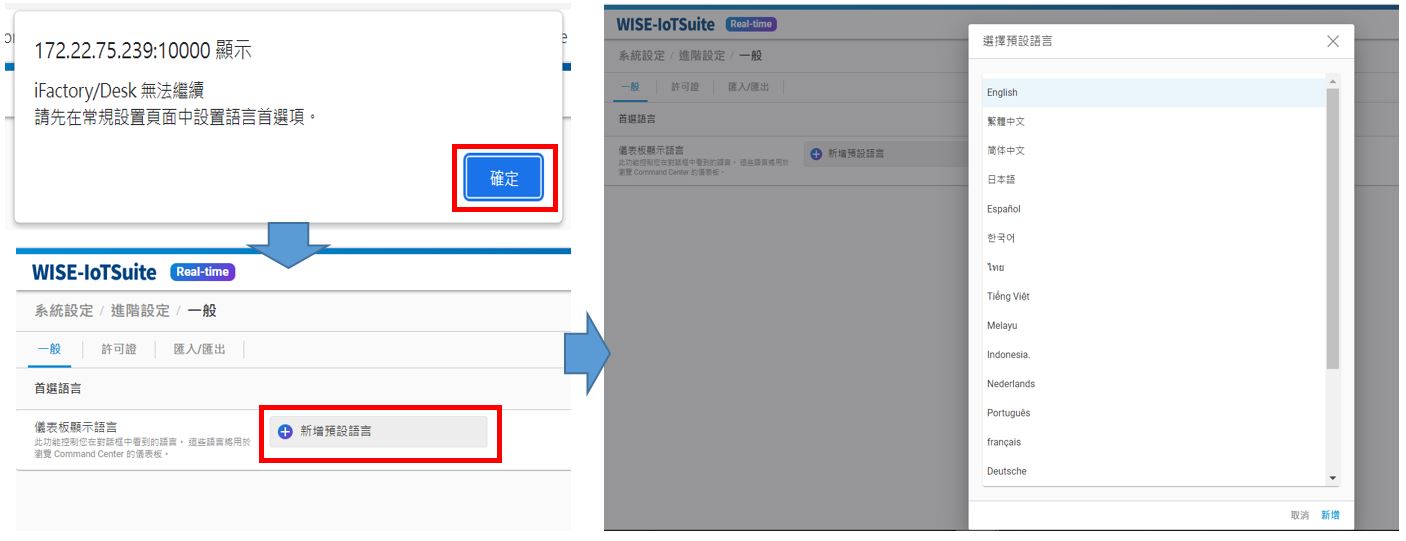 172.22.75.239:10000 顯示
iFactory/Desk 無法繼續
請先在常規設置頁面中設置語言首選項。
確定
WISE-IoTSuite Real-time
系統設定 / 進階設定 / 一般
一般 許可證 匯入/匯出
首選語言
儀表板顯示語言
此功能控制您在對話框中看到的語言。 這些語言將用於
瀏覽 Command Center 的儀表板。
新增預設語言
WISE-IoTSuite Real-time
系統設定 / 進階設定 / 一般
一般 許可證 匯入/匯出
首選語言
儀表板顯示語言
此功能控制您在對話框中看到的語言。 這些語言將用於
瀏覽 Command Center 的儀表板。
新增預設語言
選擇預設語言
English
繁體中文
简体中文
日本語
Español
한국어
ไทย
Tiếng Việt
Melayu
Indonesia.
Nederlands
Português
français
Deutsche
取消 新增